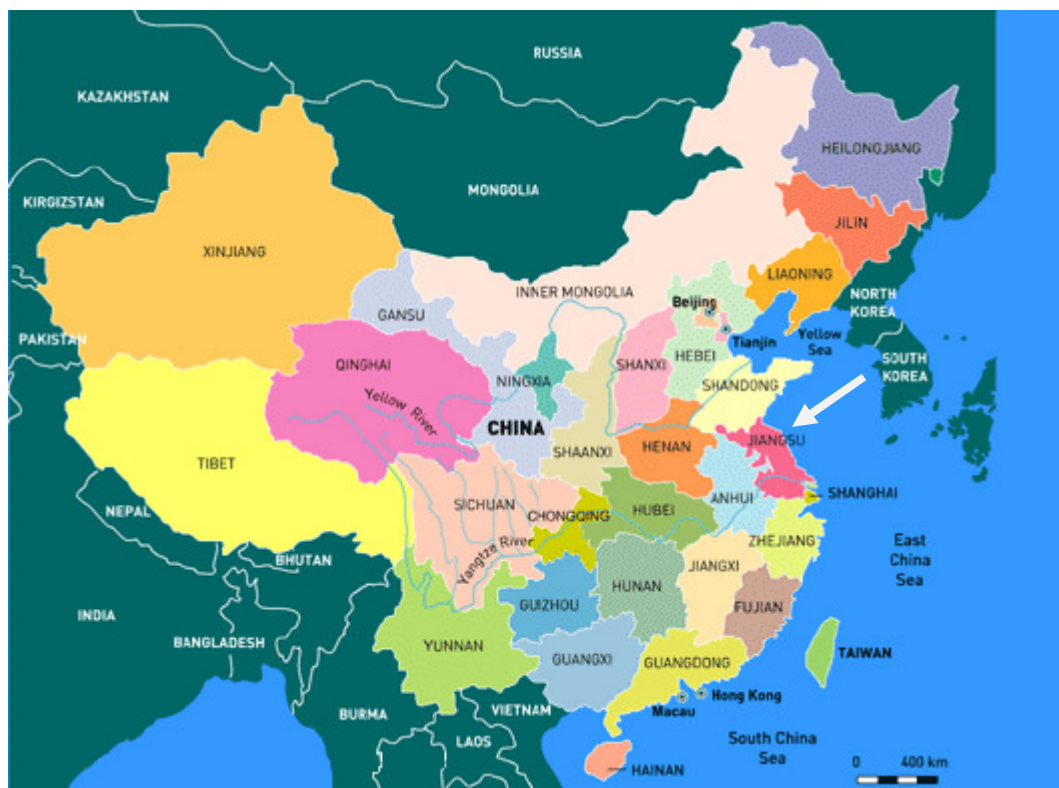 RUSSIA
KAZAKHSTAN
HEILONGJIANG
MONGOLIA
KIRGIZSTAN
JILIN
XINJIANG
LIAONING
INNER MONGOLIA
Beijing
NORTH
KOREA
GANSU
PAKISTAN
Tianjin
Yellow
Sea
QINGHAI
SHANXI
HEBEI
SOUTH
KOREA
NINGXIA
SHANDONG
Yellow River
CHINA
HENAN
JIANGSU
SHAANXI
TIBET
SHANGHAI
ANHUI
SICHUAN
CHONGQING
HUBEI
NEPAL
Yangtza River
ZHEJIANG
East
China
Sea
BHUTAN
JIANGXI
HUNAN
GUIZHOU
FUJIAN
INDIA
BANGLADESH
YUNNAN
TAIWAN
GUANGXI
GUANGDONG
Hong Kong
Macau
VIETNAM
BURMA
LAOS
South China
Sea
HAINAN
0 400 km